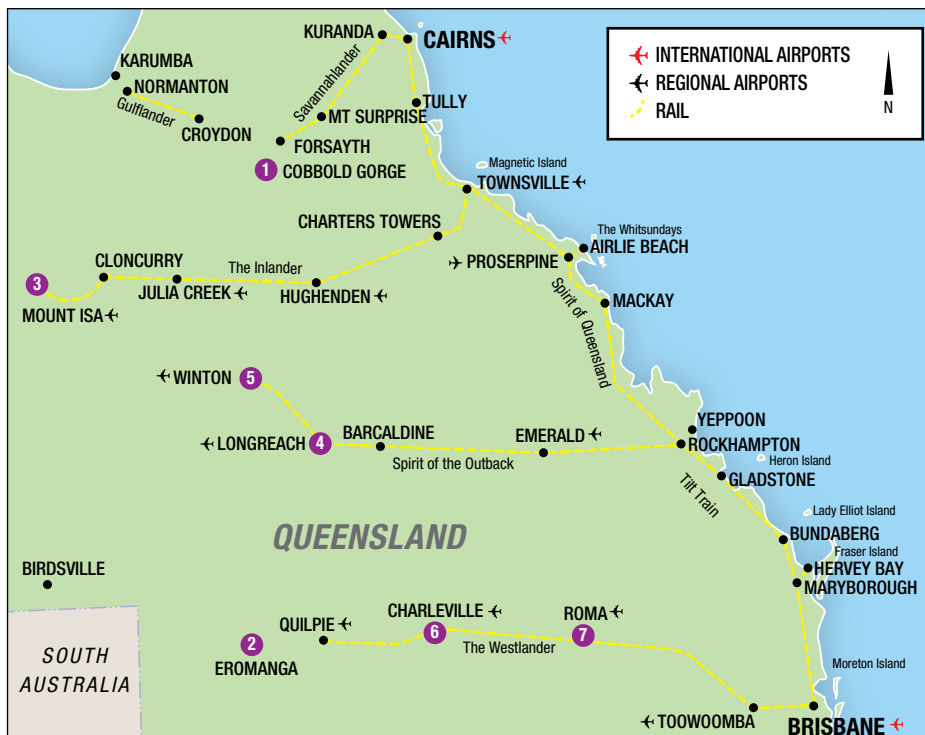 KURANDA
CAIRNS
INTERNATIONAL AIRPORTS
REGIONAL AIRPORTS
RAIL
N
KARUMBA
NORMANTON
Gulflander
CROYDON
Savannahlander
TULLY
MT SURPRISE
FORSAYTH
1
COBBOLD GORGE
Magnetic Island
TOWNSVILLE
CHARTERS TOWERS
The Whitsundays
AIRLIE BEACH
PROSERPINE
CLONCURRY
The Inlander
3
JULIA CREEK
HUGHENDEN
MOUNT ISA
MACKAY
Spirit of Queensland
WINTON
5
YEPPOON
LONGREACH
4
BARCALDINE
EMERALD
ROCKHAMPTON
Spirit of the Outback
Heron Island
GLADSTONE
Tilt Train
Lady Elliot Island
QUEENSLAND
BUNDABERG
Fraser Island
HERVEY BAY
MARYBOROUGH
BIRDSVILLE
CHARLEVILLE
ROMA
QUILPIE
6
7
2
The Westlander
EROMANGA
SOUTH
AUSTRALIA
Moreton Island
TOOWOOMBA
BRISBANE